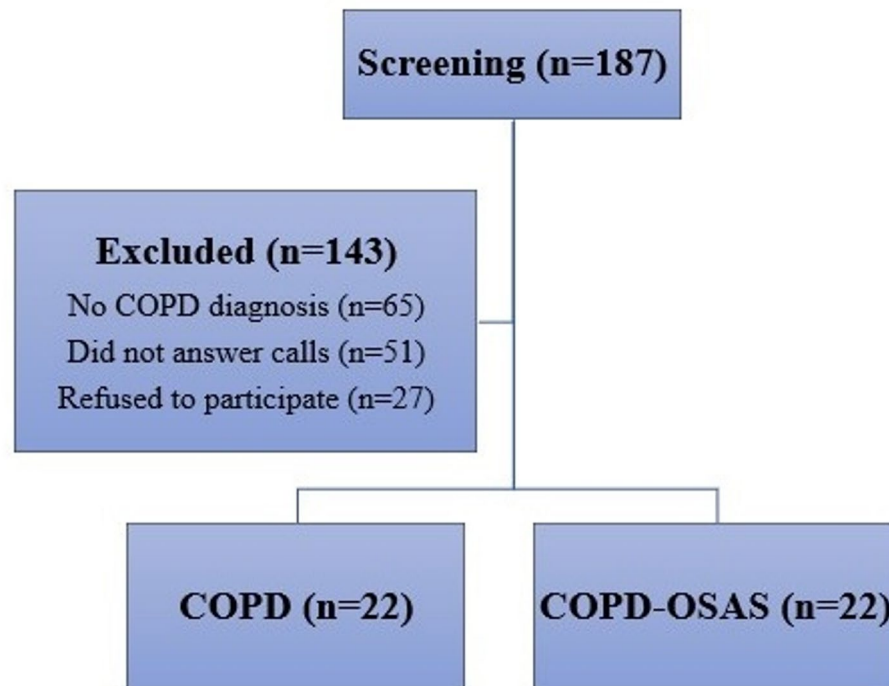 Screening (n=187)
Excluded (n=143)
No COPD diagnosis (n=65)
Did not answer calls (n=51)
Refused to participate (n=27)
COPD (n=22)
COPD-OSAS (n=22)